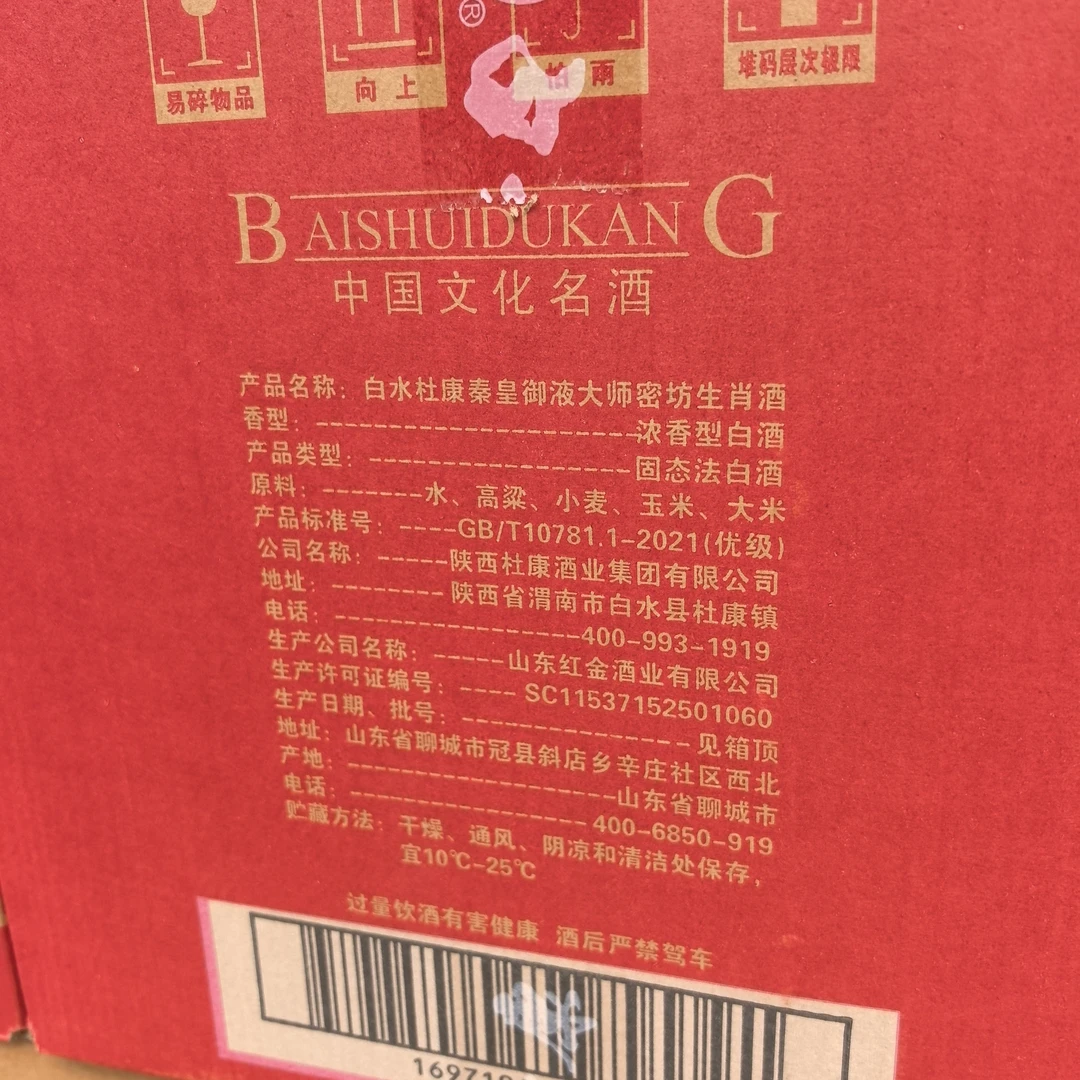 易碎物品 向上 怕雨 堆码层次极限
BAISHUIDUKANG
中国文化名酒
产品名称：白水杜康秦皇御液大师密坊生肖酒
香型：----------------------浓香型白酒
产品类型：------------------固态法白酒
原料：-------水、高粱、小麦、玉米、大米
产品标准号：----GB/T10781.1-2021(优级)
公司名称：-----陕西杜康酒业集团有限公司
地址：--------陕西省渭南市白水县杜康镇
电话：-----------------400-993-1919
生产公司名称：-----山东红金酒业有限公司
生产许可证编号：----SC11537152501060
生产日期、批号：----------------见箱顶
地址：山东省聊城市冠县斜店乡辛庄社区西北
产地：-------------------山东省聊城市
电话：-----------------400-6850-919
贮藏方法：干燥、通风、阴凉和清洁处保存，
宜10℃-25℃
过量饮酒有害健康 酒后严禁驾车